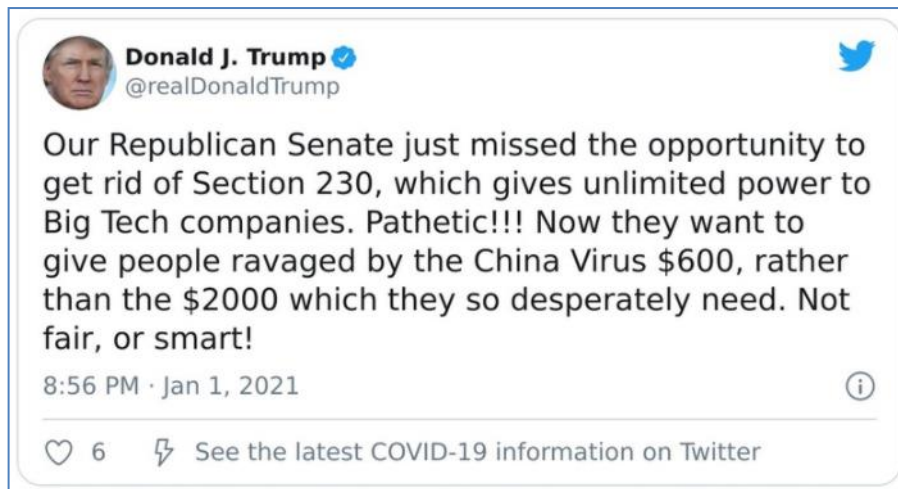 Donald J. Trump
@realDonaldTrump
Our Republican Senate just missed the opportunity to
get rid of Section 230, which gives unlimited power to
Big Tech companies. Pathetic!!! Now they want to
give people ravaged by the China Virus $600, rather
than the $2000 which they so desperately need. Not
fair, or smart!
8:56 PM · Jan 1, 2021
6 See the latest COVID-19 information on Twitter